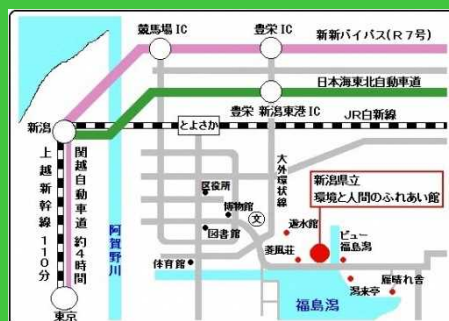 競馬場 IC
豊栄 IC
新新バイパス(R7号)
日本海東北自動車道
豊栄 新潟東港 IC
新潟
JR白新線
とよさか
大外環状線
新潟県立
環境と人間のふれあい館
区役所
博物館
文
図書館
遊水館
菱風荘
ビュー
福島潟
体育館
潟来亭
雁晴れ舎
福島潟
阿賀野川
上越新幹線 110分
関越自動車道 約4時間
東京